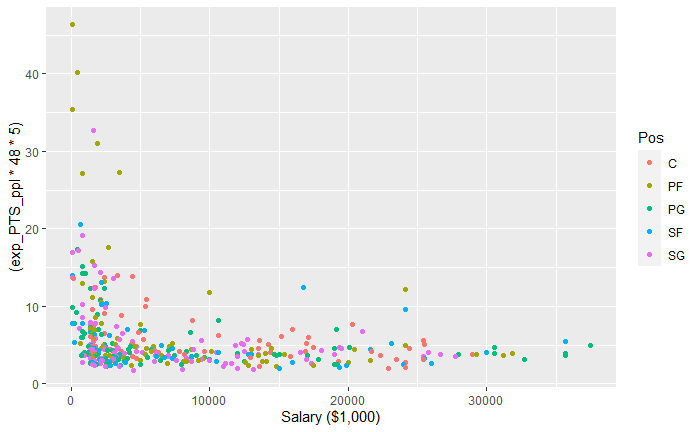 (exp_PTS_ppl * 48 * 5)
40
30
20
10
0
0 10000 20000 30000
Salary ($1,000)
Pos
C
PF
PG
SF
SG